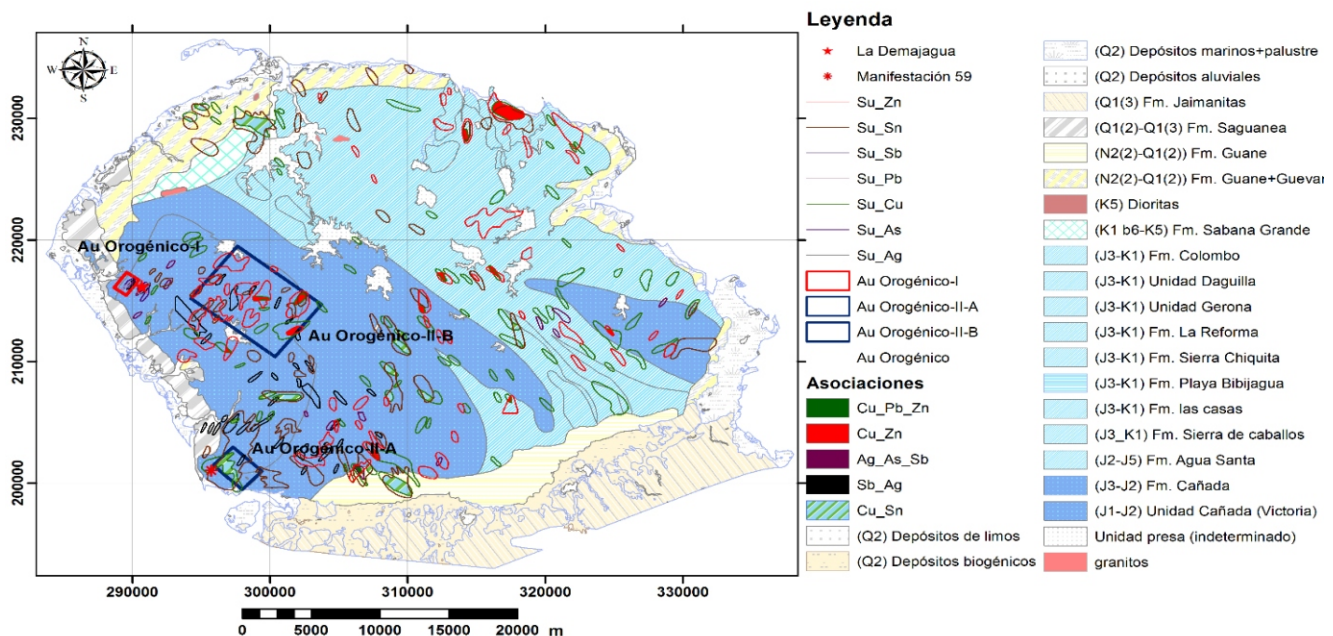 Leyenda
La Demajagua
Manifestación 59
Su_Zn
Su_Sn
Su_Sb
Su_Pb
Su_Cu
Su_As
Su_Ag
Au Orogénico-I
Au Orogénico-II-A
Au Orogénico-II-B
Au Orogénico
Asociaciones
Cu_Pb_Zn
Cu_Zn
Ag_As_Sb
Sb_Ag
Cu_Sn
(Q2) Depósitos de limos
(Q2) Depósitos biogénicos
(Q2) Depósitos marinos+palustre
(Q2) Depósitos aluviales
(Q1(3) Fm. Jaimanitas
(Q1(2)-Q1(3) Fm. Saguanea
(N2(2)-Q1(2)) Fm. Guane
(N2(2)-Q1(2)) Fm. Guane+Guevar
(K5) Dioritas
(K1 b6-K5) Fm. Sabana Grande
(J3-K1) Fm. Colombo
(J3-K1) Unidad Daguilla
(J3-K1) Unidad Gerona
(J3-K1) Fm. La Reforma
(J3-K1) Fm. Sierra Chiquita
(J3-K1) Fm. Playa Bibijagua
(J3-K1) Fm. las casas
(J3_K1) Fm. Sierra de caballos
(J2-J5) Fm. Agua Santa
(J3-J2) Fm. Cañada
(J1-J2) Unidad Cañada (Victoria)
Unidad presa (indeterminado)
granitos
N
W E
S
230000
220000
210000
200000
Au Orogénico-I
Au Orogénico-II-B
Au Orogénico-II-A
290000 300000 310000 320000 330000
0 5000 10000 15000 20000 m